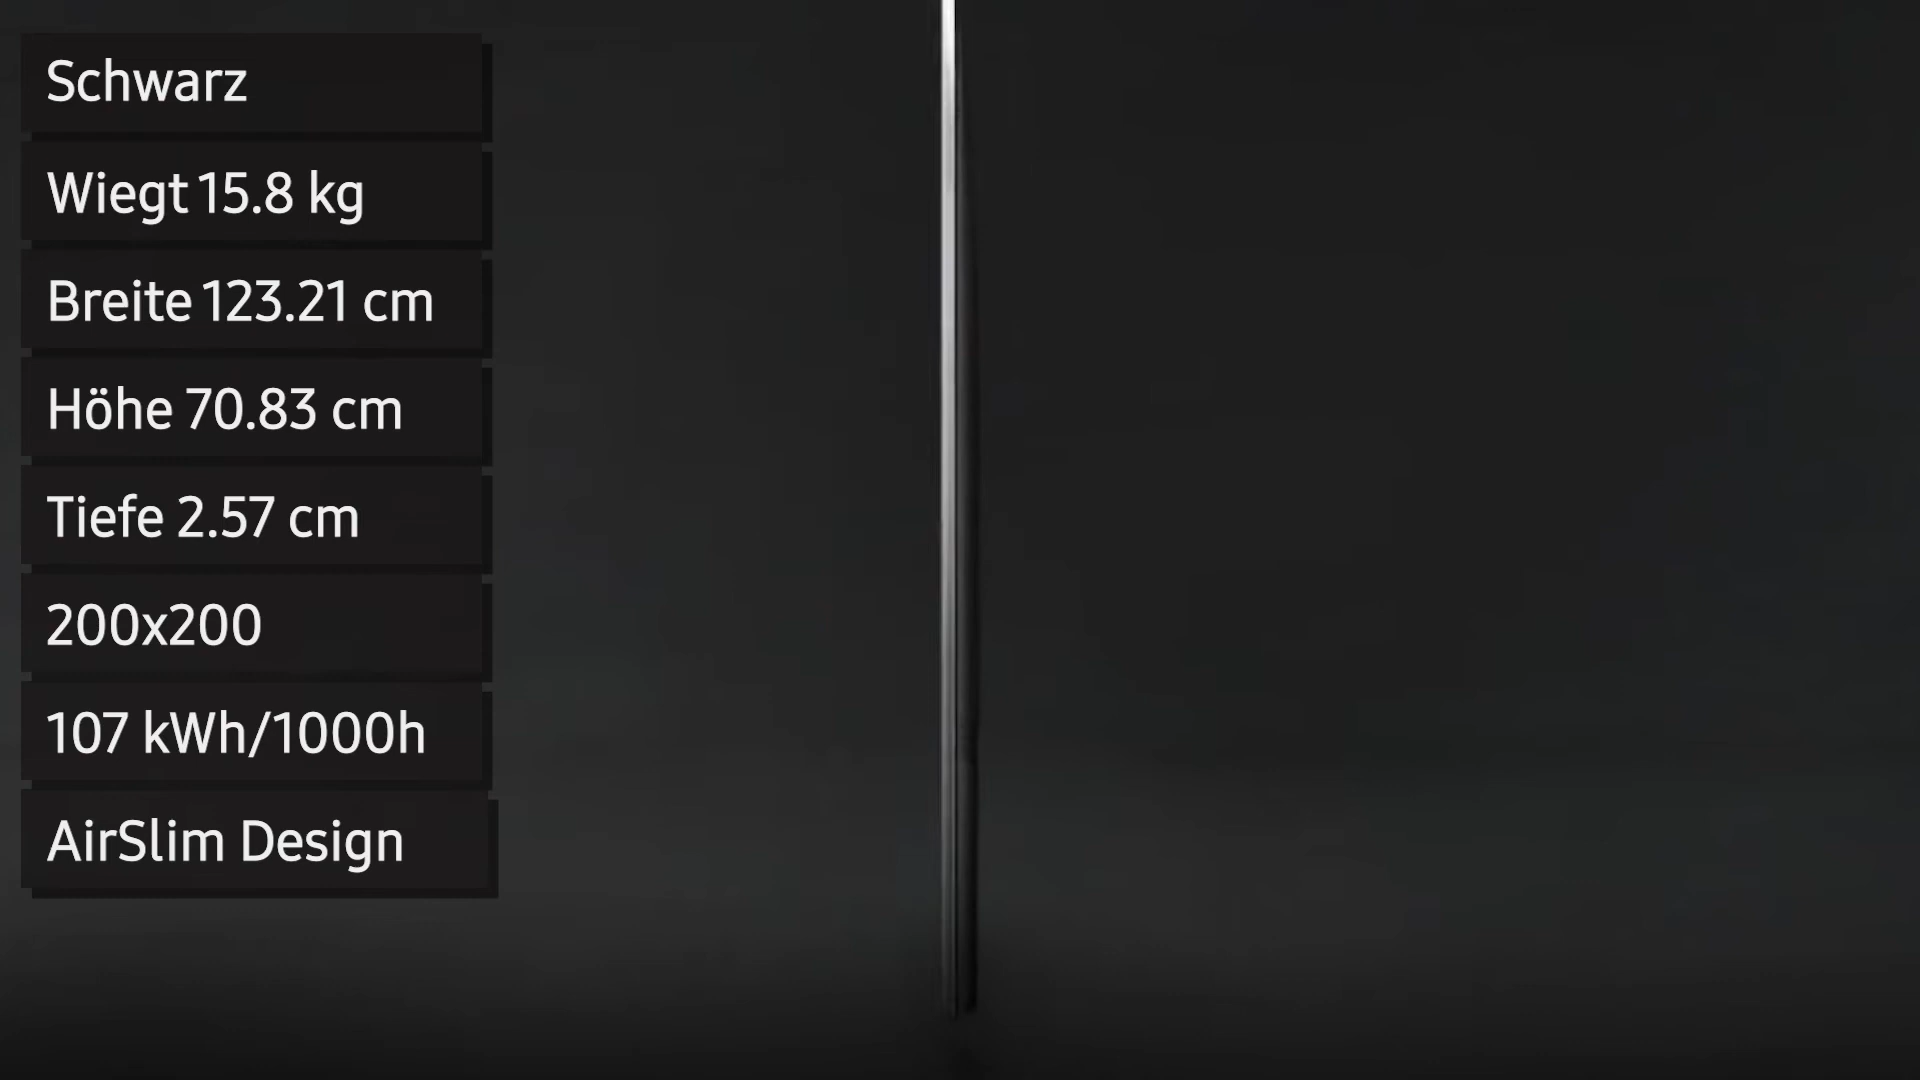 Schwarz
Wiegt 15.8 kg
Breite 123.21 cm
Höhe 70.83 cm
Tiefe 2.57 cm
200x200
107 kWh/1000h
AirSlim Design